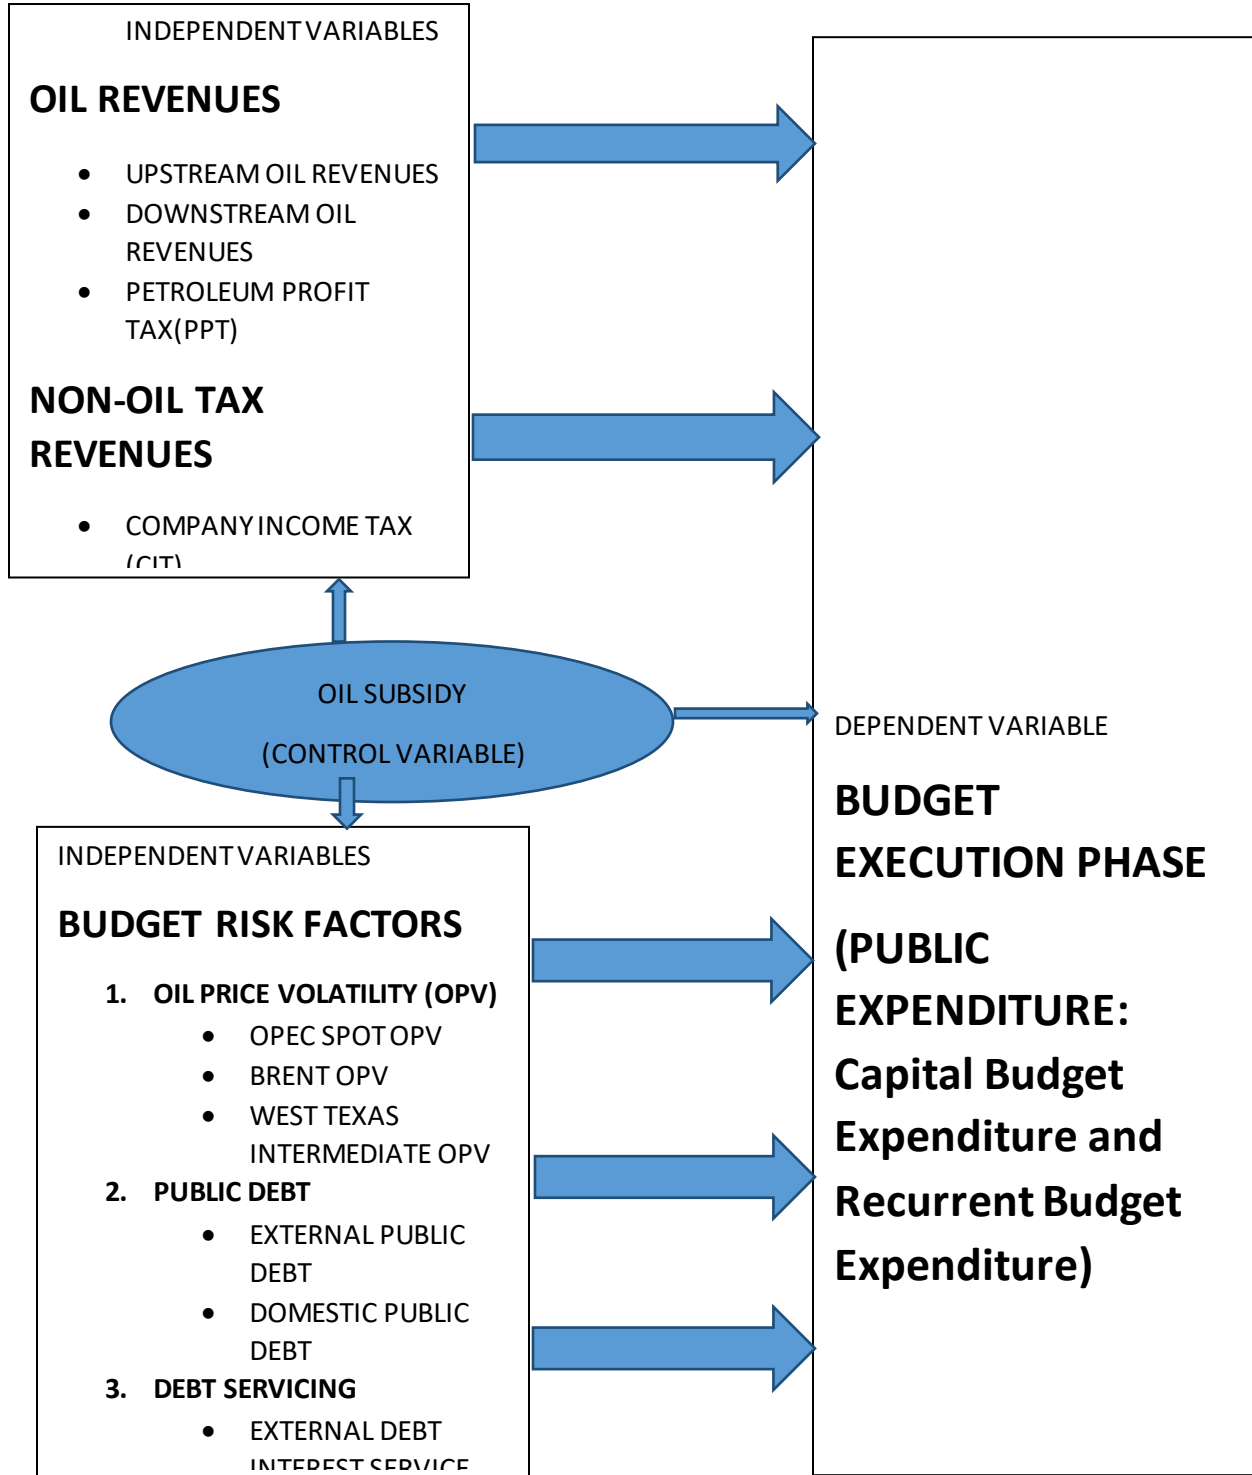 INDEPENDENT VARIABLES
OIL REVENUES
• UPSTREAM OIL REVENUES
• DOWNSTREAM OIL
REVENUES
• PETROLEUM PROFIT
TAX(PPT)
NON-OIL TAX
REVENUES
• COMPANY INCOME TAX
(CIT)
OIL SUBSIDY
(CONTROL VARIABLE)
INDEPENDENT VARIABLES
BUDGET RISK FACTORS
1. OIL PRICE VOLATILITY (OPV)
• OPEC SPOT OPV
• BRENT OPV
• WEST TEXAS
INTERMEDIATE OPV
2. PUBLIC DEBT
• EXTERNAL PUBLIC
DEBT
• DOMESTIC PUBLIC
DEBT
3. DEBT SERVICING
• EXTERNAL DEBT
INTEREST SERVICE
DEPENDENT VARIABLE
BUDGET
EXECUTION PHASE
(PUBLIC
EXPENDITURE:
Capital Budget
Expenditure and
Recurrent Budget
Expenditure)